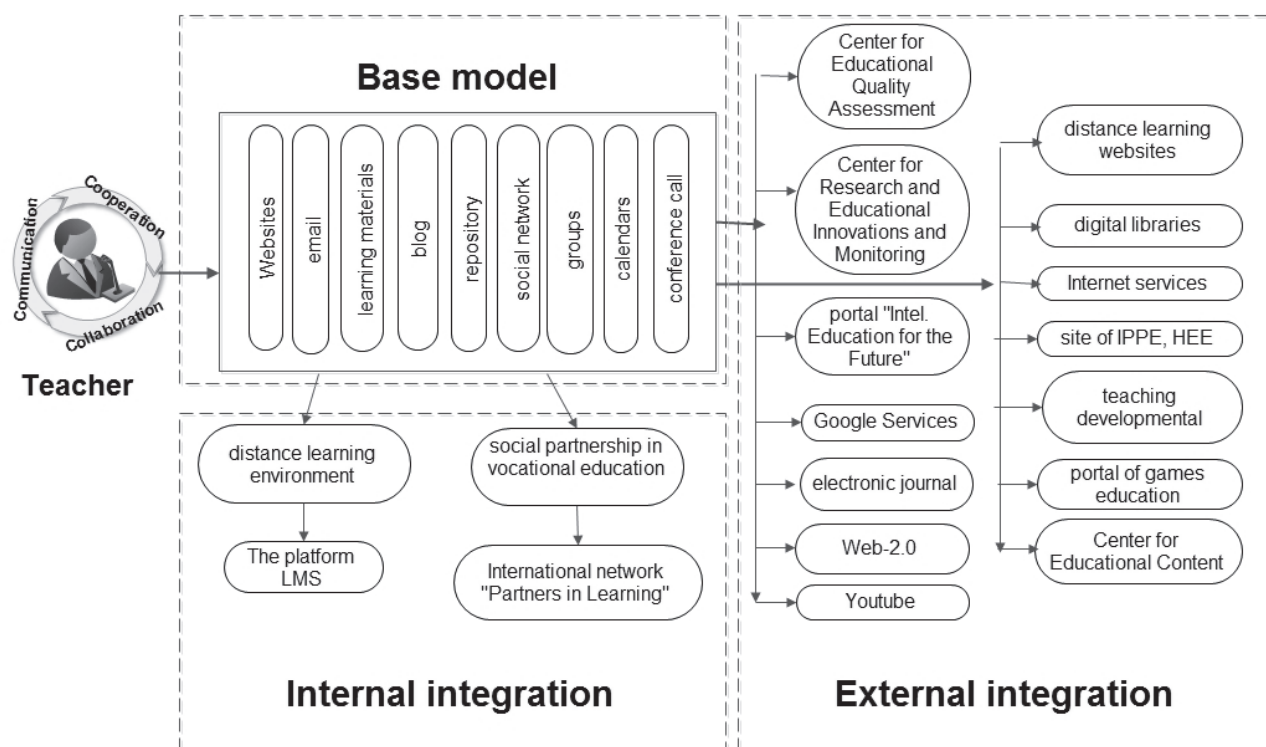 Cooperation
Communication
Collaboration
Teacher
Base model
Websites
email
learning materials
blog
repository
social network
groups
calendars
conference call
distance learning
environment
The platform
LMS
social partnership in
vocational education
International network
"Partners in Learning"
Internal integration
Center for
Educational
Quality
Assessment
Center for
Research and
Educational
Innovations and
Monitoring
portal "Intel.
Education for the
Future"
Google Services
electronic journal
Web-2.0
Youtube
distance learning
websites
digital libraries
Internet services
site of IPPE, HEE
teaching
developmental
portal of games
education
Center for
Educational Content
External integration